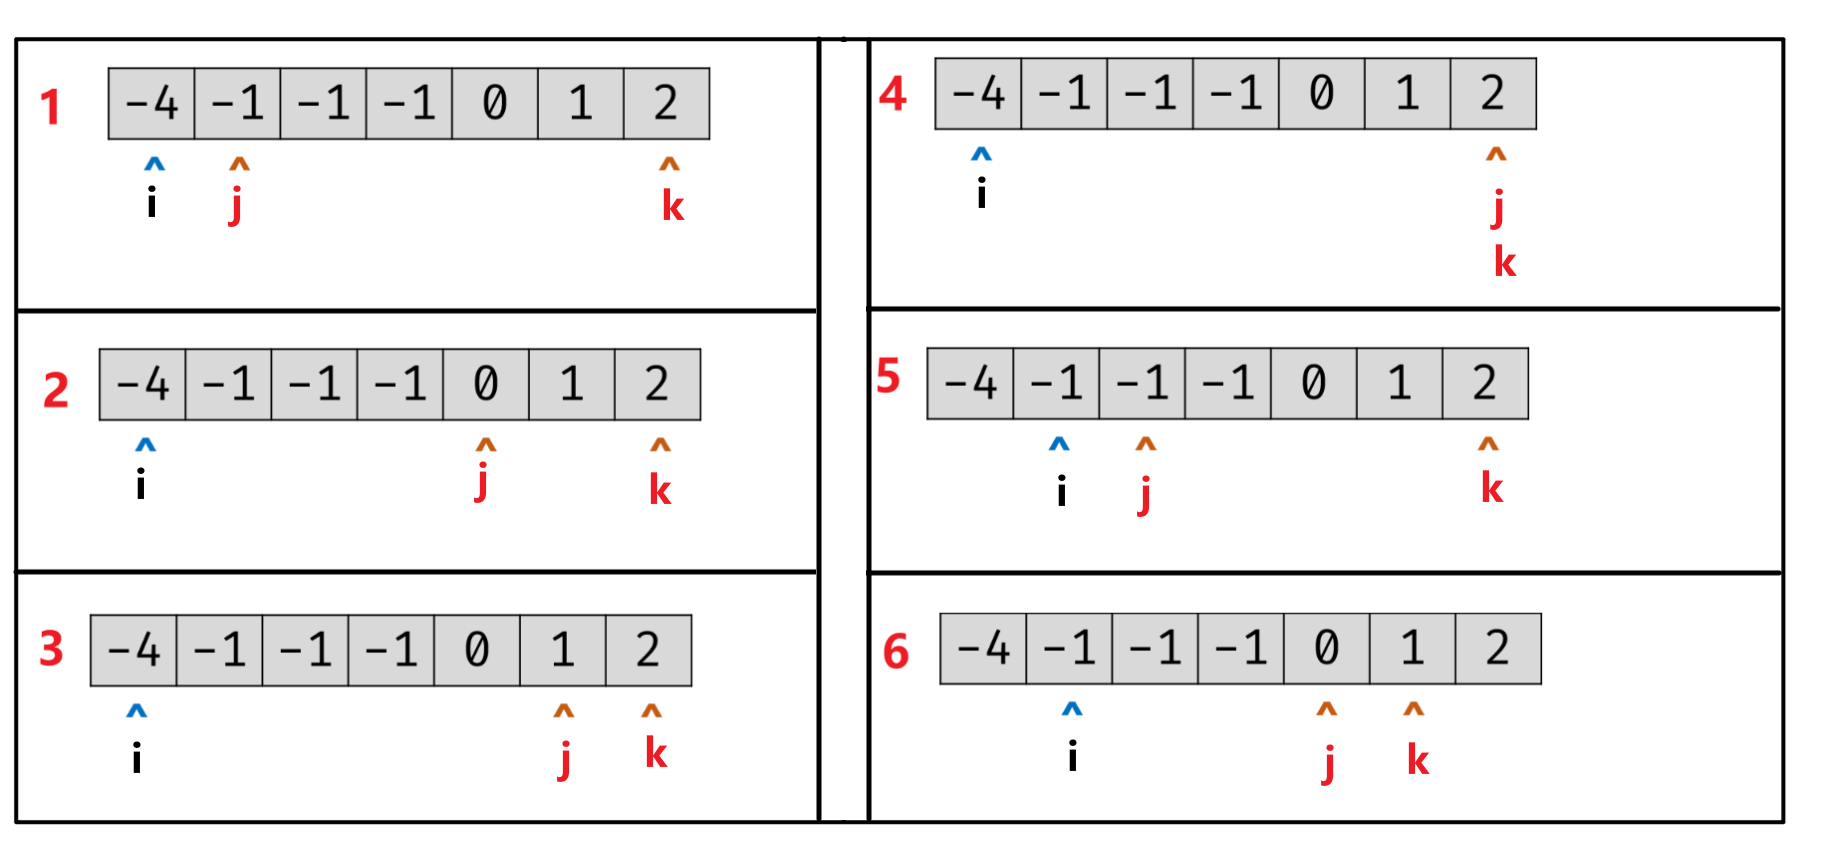 1 -4 -1 -1 -1 0 1 2
i j k
2 -4 -1 -1 -1 0 1 2
i j k
3 -4 -1 -1 -1 0 1 2
i j k
4 -4 -1 -1 -1 0 1 2
i j
k
5 -4 -1 -1 -1 0 1 2
i j k
6 -4 -1 -1 -1 0 1 2
i j k